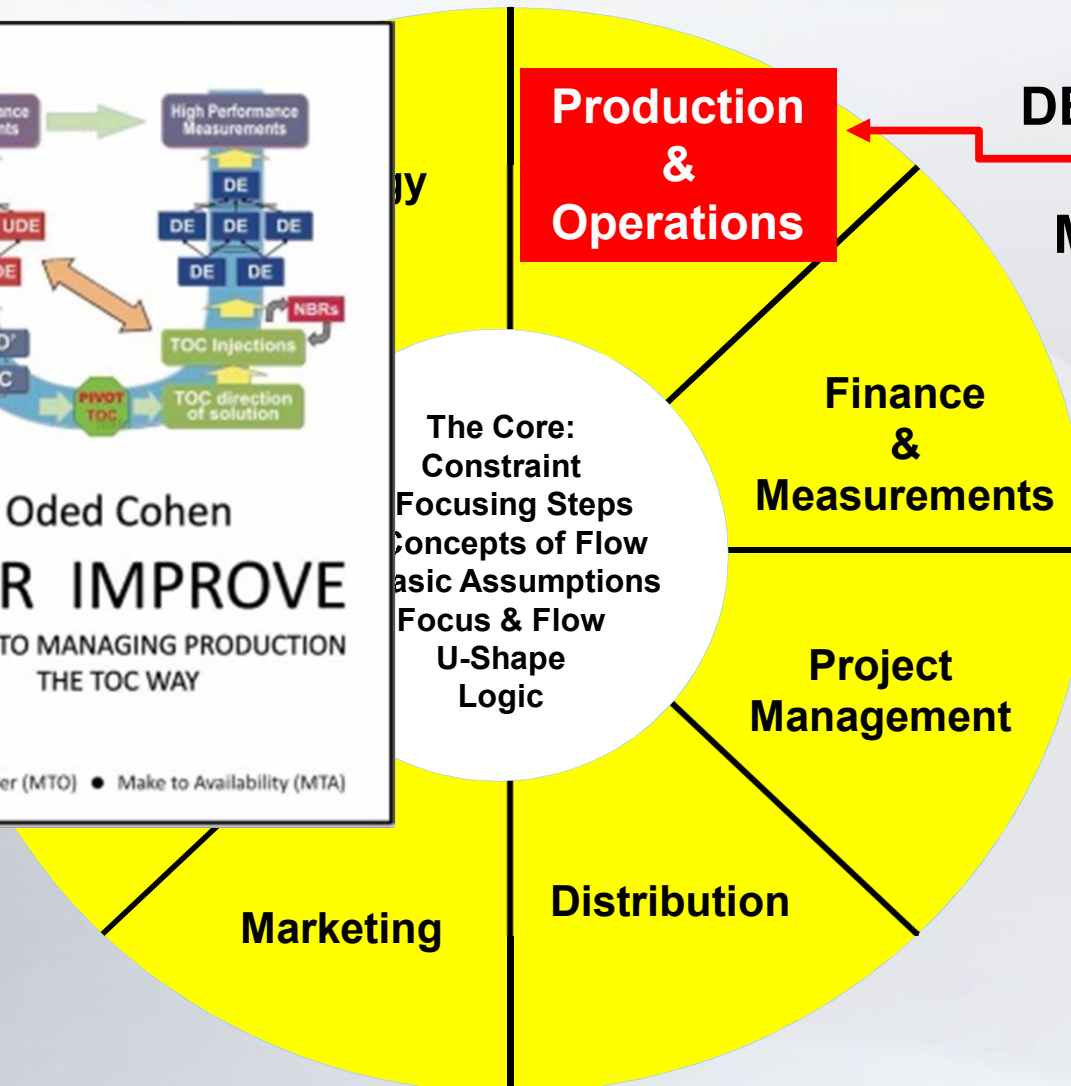 High Performance
Measurements
DE
DE DE DE
DE DE
UDE
NBRs
TOC Injections
PIVOT
TOC
TOC direction
of solution
Oded Cohen
R IMPROVE
TO MANAGING PRODUCTION
THE TOC WAY
(MTO) ● Make to Availability (MTA)
Production
&
Operations
Finance
&
Measurements
Project
Management
Distribution
Marketing
The Core:
Constraint
Focusing Steps
Concepts of Flow
Basic Assumptions
Focus & Flow
U-Shape
Logic